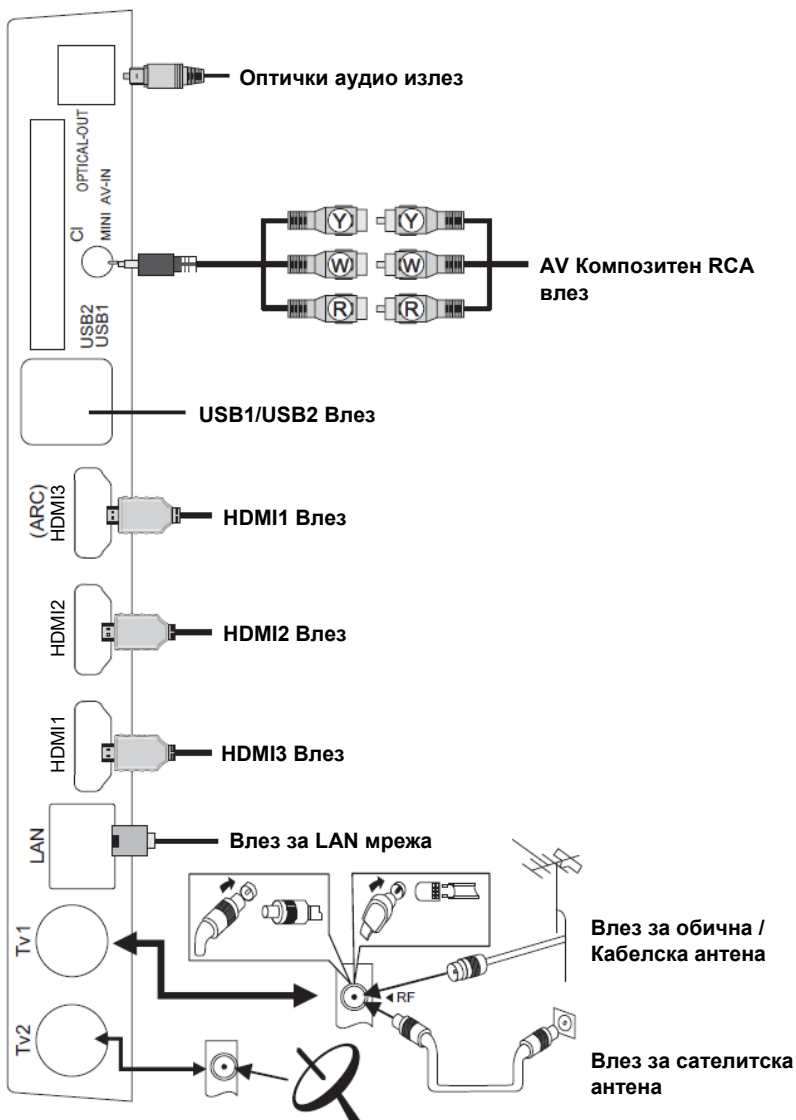 Оптички аудио излез
OPTICAL-OUT
CI
MINI AV-IN
Y
Y
W
W
R
R
AV Композитен RCA
влез
USB2
USB1
USB1/USB2 Влез
(ARC)
HDMI3
HDMI1 Влез
HDMI2
HDMI2 Влез
HDMI1
HDMI3 Влез
LAN
Влез за LAN мрежа
Tv1
Влез за обична /
Кабелска антена
RF
Tv2
Влез за сателитска
антена